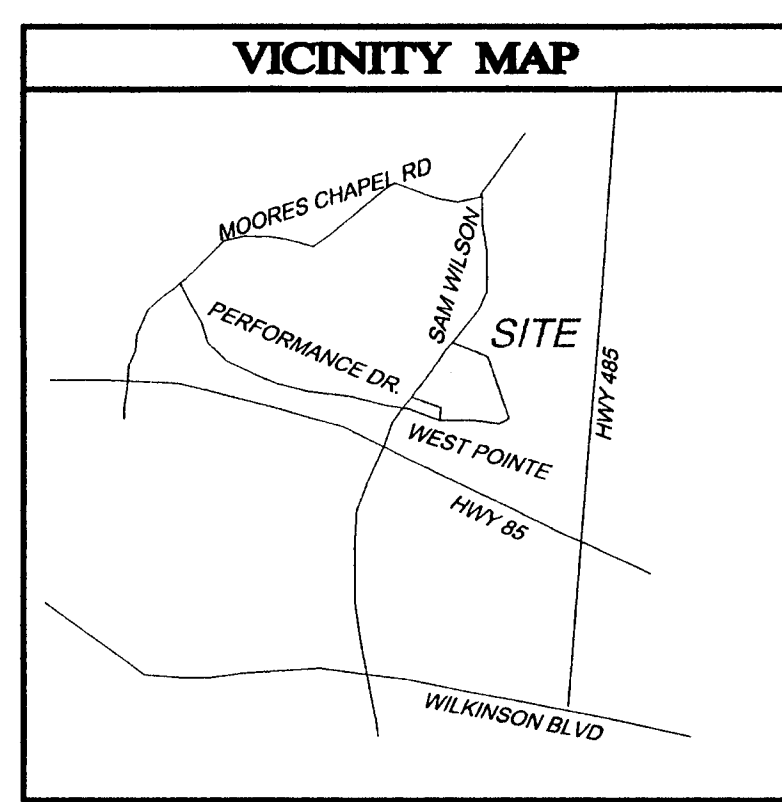 VICINITY MAP
MOORES CHAPEL RD
SAM WILSON
SITE
PERFORMANCE DR.
HWY 485
WEST POINTE
HWY 85
WILKINSON BLVD